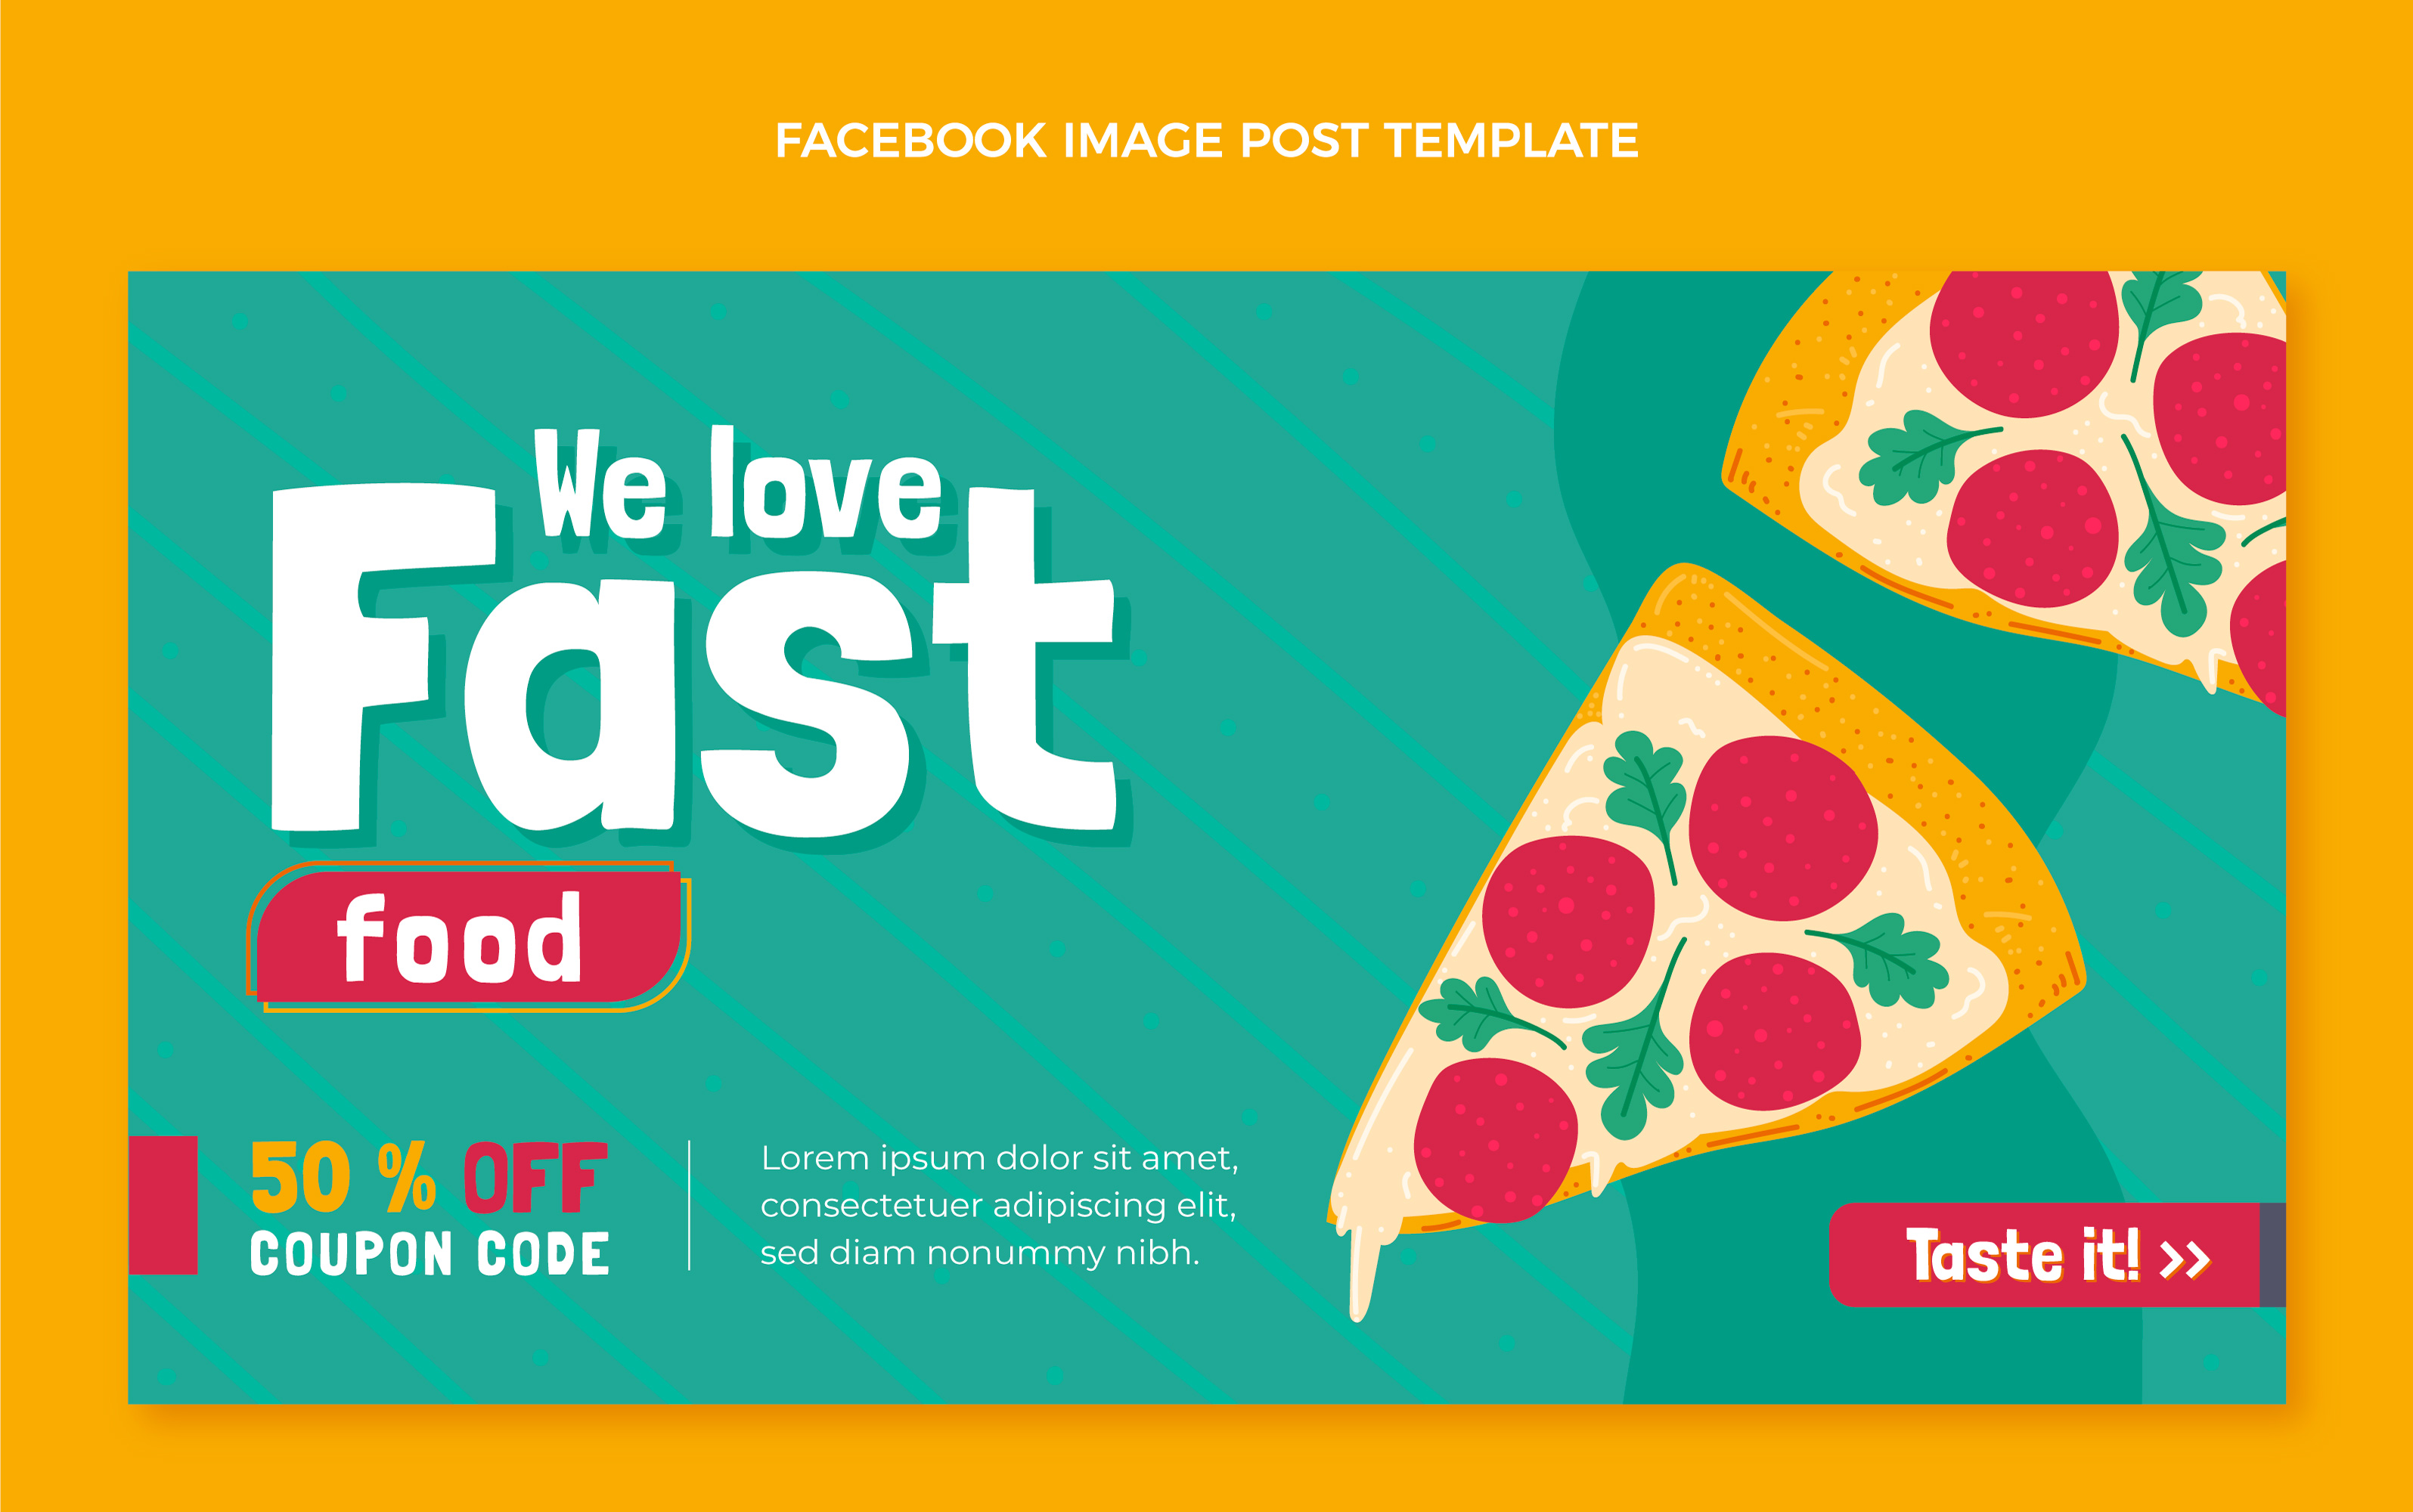 FACEBOOK IMAGE POST TEMPLATE
We love
Fast
food
50 % OFF
COUPON CODE
Lorem ipsum dolor sit amet,
consectetuer adipiscing elit,
sed diam nonummy nibh.
Taste it! >>